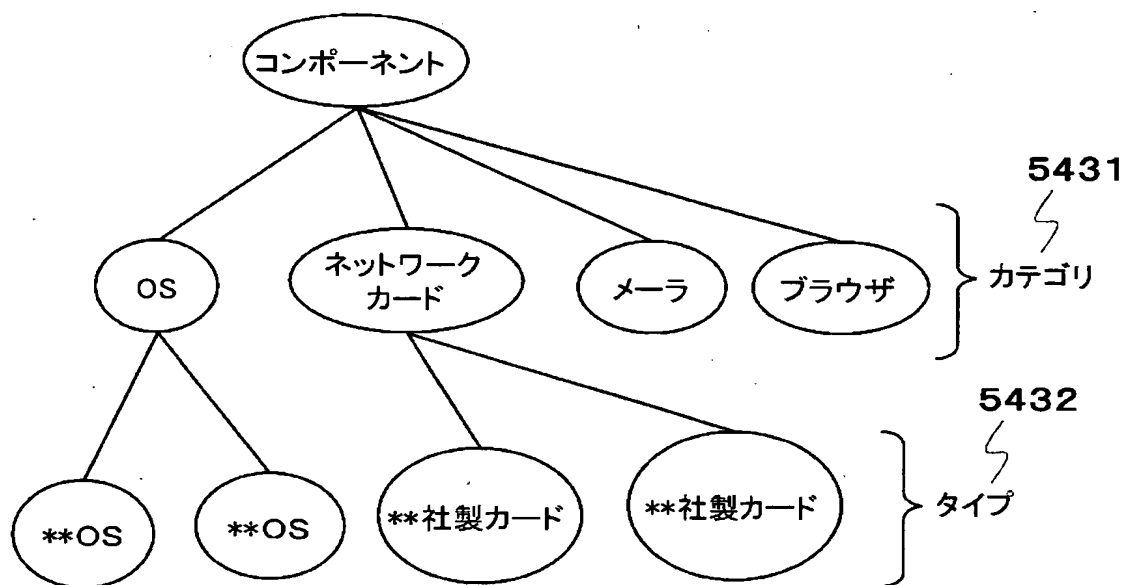 コンポーネント
5431
OS
ネットワーク
カード
メーラ
ブラウザ
カテゴリ
5432
**OS
**OS
**社製カード
**社製カード
タイプ